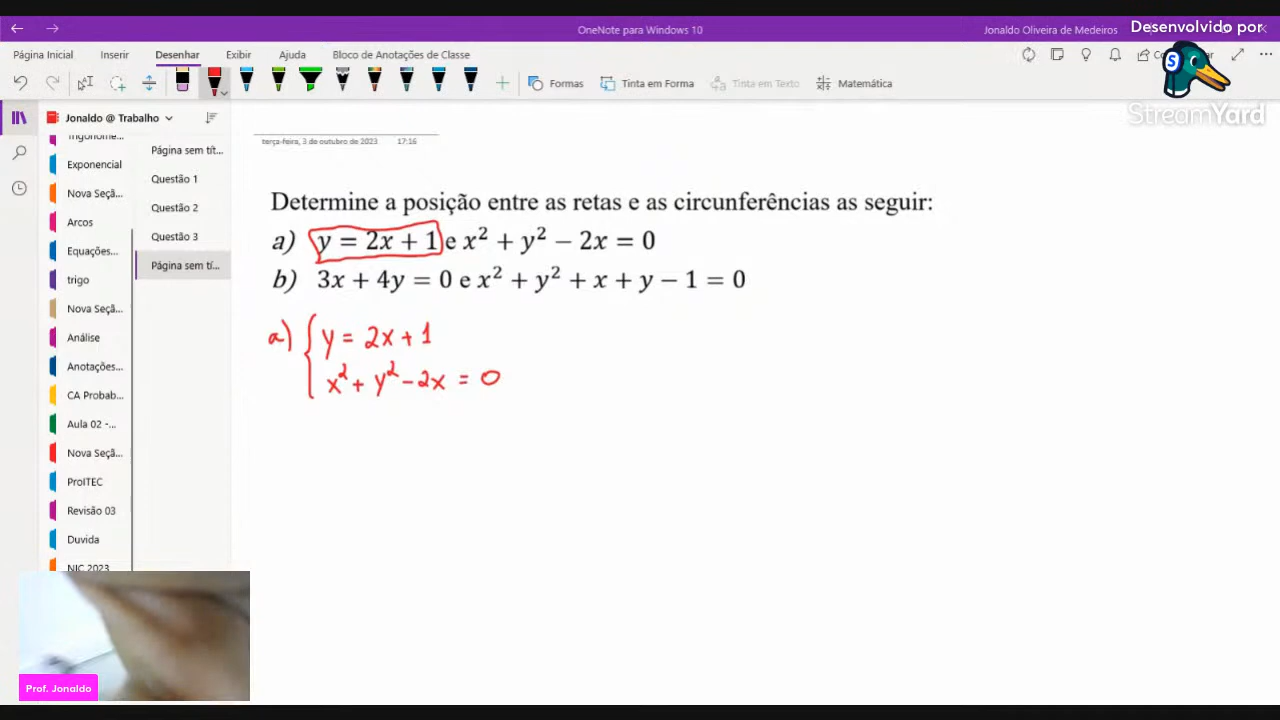 OneNote para Windows 10
Jonaldo Oliveira de Medeiros
Desenvolvido por
StreamYard
Página Inicial Inserir Desenhar Exibir Ajuda Bloco de Anotações de Classe
Formas Tinta em Forma Tinta em Texto Matemática
Jonaldo @ Trabalho
Trigonome...
Exponencial
Nova Seçã...
Arcos
Equações...
trigo
Nova Seçã...
Análise
Anotações...
CA Probab...
Aula 02 -...
Nova Seçã...
ProITEC
Revisão 03
Duvida
NIC 2023
Página sem tít...
Questão 1
Questão 2
Questão 3
Página sem tí...
terça-feira, 3 de outubro de 2023 17:16
Determine a posição entre as retas e as circunferências as seguir:
a) y = 2x + 1 e x² + y² − 2x = 0
b) 3x + 4y = 0 e x² + y² + x + y − 1 = 0
a) { y = 2x + 1
x² + y² − 2x = 0
Prof. Jonaldo